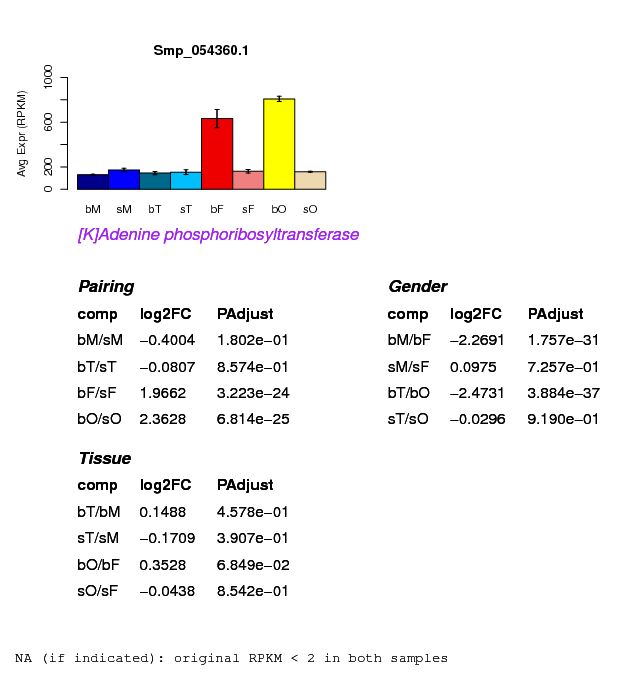 Smp_054360.1
Avg Expr (RPKM)
1000
600
200
0
bM sM bT sT bF sF bO sO
[K]Adenine phosphoribosyltransferase
Pairing
comp log2FC PAdjust
bM/sM −0.4004 1.802e−01
bT/sT −0.0807 8.574e−01
bF/sF 1.9662 3.223e−24
bO/sO 2.3628 6.814e−25
Gender
comp log2FC PAdjust
bM/bF −2.2691 1.757e−31
sM/sF 0.0975 7.257e−01
bT/bO −2.4731 3.884e−37
sT/sO −0.0296 9.190e−01
Tissue
comp log2FC PAdjust
bT/bM 0.1488 4.578e−01
sT/sM −0.1709 3.907e−01
bO/bF 0.3528 6.849e−02
sO/sF −0.0438 8.542e−01
NA (if indicated): original RPKM < 2 in both samples